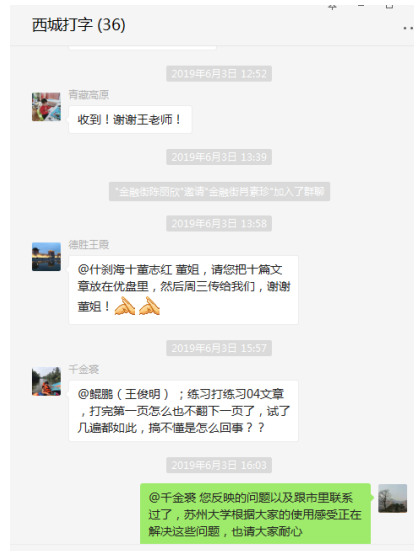 西城打字 (36)
2019年6月3日 12:52
青藏高原
收到！谢谢王老师！
2019年6月3日 13:39
"金融街陈丽欣"邀请"金融街肖素珍"加入了群聊
2019年6月3日 13:58
德胜王霞
@什刹海十董志红 董姐，请您把十篇文
章放在优盘里，然后周三传给我们，谢谢
董姐！
2019年6月3日 15:57
千金裘
@鲲鹏（王俊明）；练习打练习04文章
，打完第一页怎么也不翻下一页了，试了
几遍都如此，搞不懂是怎么回事？？
2019年6月3日 16:03
@千金裘 您反映的问题以及跟市里联系
过了，苏州大学根据大家的使用感受正在
解决这些问题，也请大家耐心